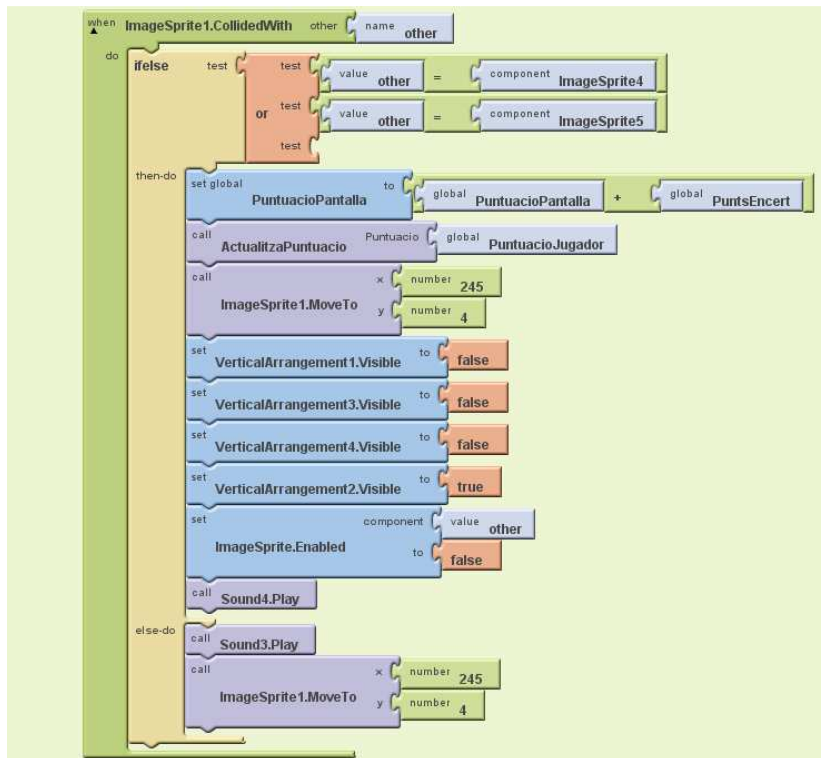 when ImageSprite1.CollidedWith other name other
do
ifelse test test value other = component ImageSprite4
or test value other = component ImageSprite5
test
then-do set global PuntuacioPantalla to global PuntuacioPantalla + global PuntsEncert
call ActualitzaPuntuacio Puntuacio global PuntuacioJugador
call ImageSprite1.MoveTo x number 245
y number 4
set VerticalArrangement1.Visible to false
set VerticalArrangement3.Visible to false
set VerticalArrangement4.Visible to false
set VerticalArrangement2.Visible to true
set ImageSprite.Enabled component value other
to false
call Sound4.Play
else-do call Sound3.Play
call ImageSprite1.MoveTo x number 245
y number 4